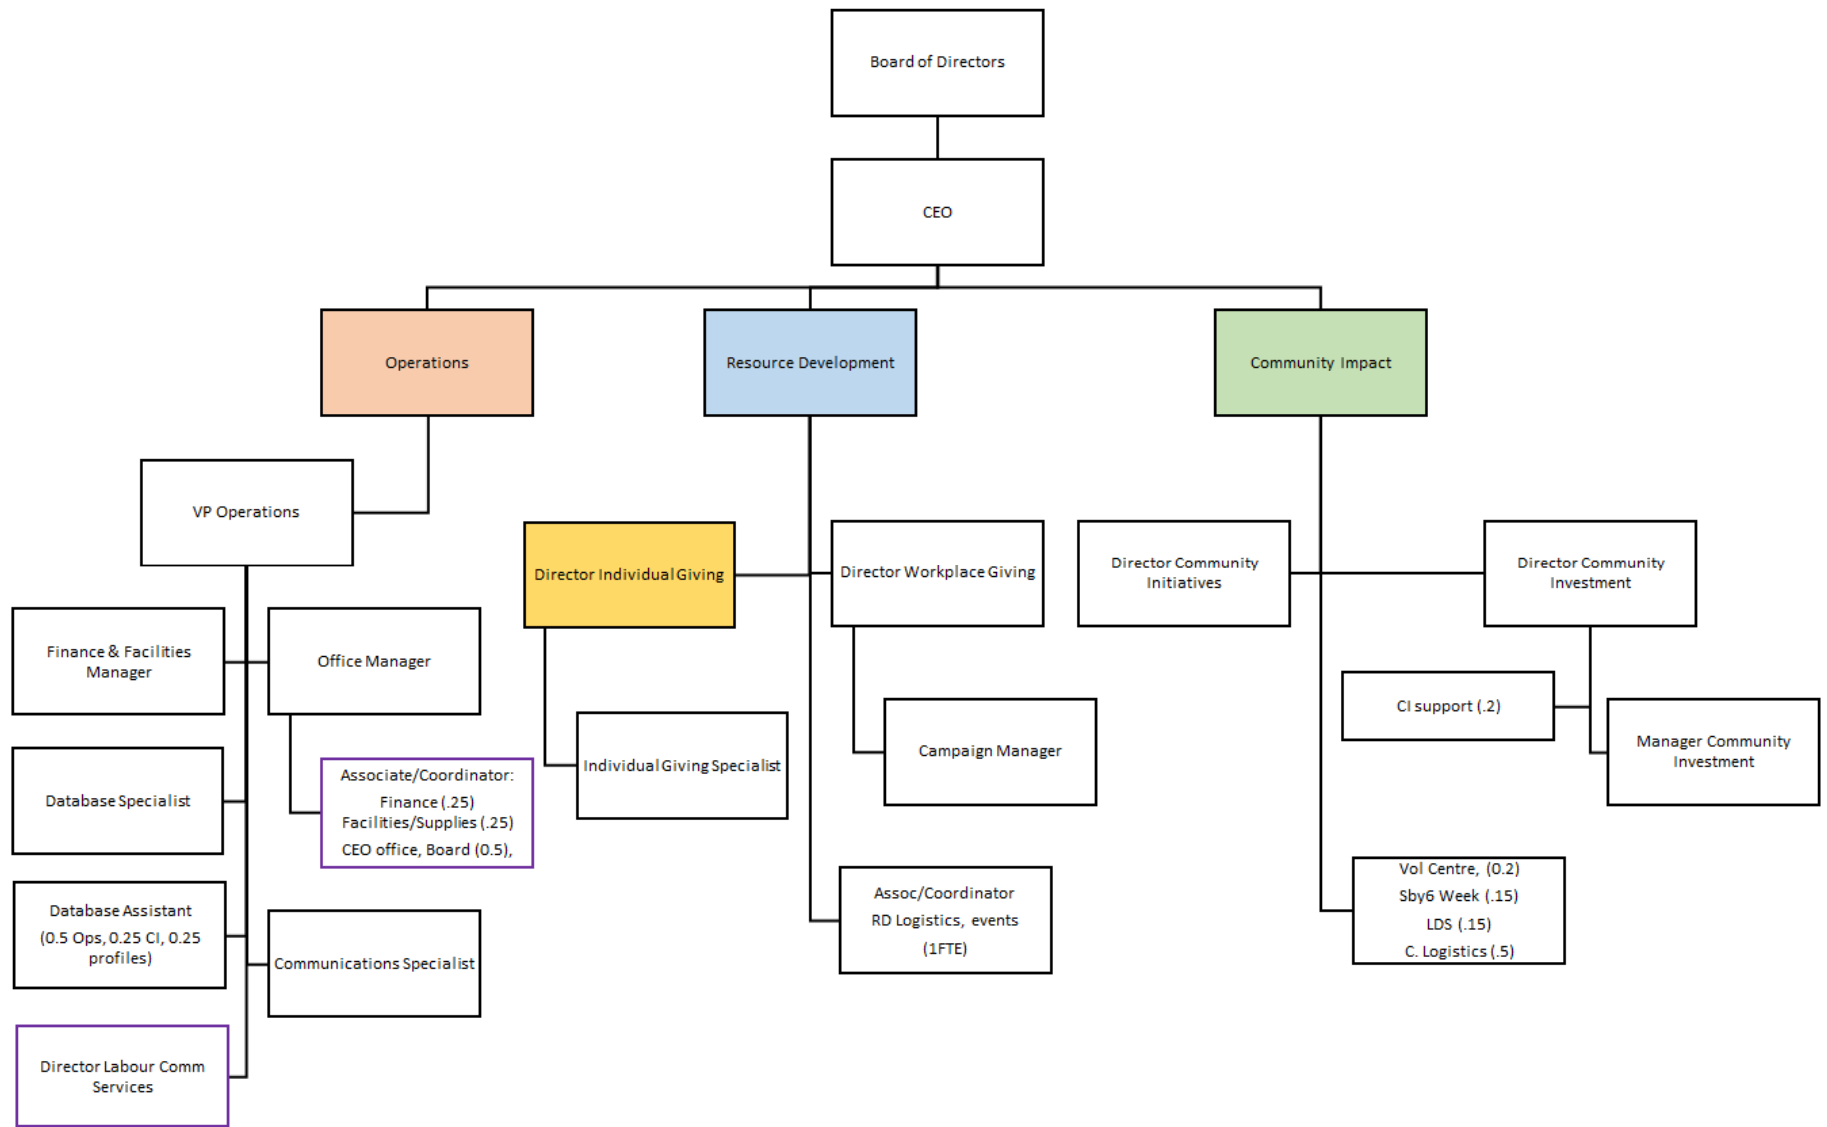 Board of Directors
CEO
Operations
Resource Development
Community Impact
VP Operations
Director Individual Giving
Director Workplace Giving
Director Community
Initiatives
Director Community
Investment
Finance & Facilities
Manager
Office Manager
CI support (.2)
Individual Giving Specialist
Campaign Manager
Manager Community
Investment
Database Specialist
Associate/Coordinator:
Finance (.25)
Facilities/Supplies (.25)
CEO office, Board (0.5),
Database Assistant
(0.5 Ops, 0.25 CI, 0.25
profiles)
Communications Specialist
Assoc/Coordinator
RD Logistics, events
(1FTE)
Vol Centre, (0.2)
Sby6 Week (.15)
LDS (.15)
C. Logistics (.5)
Director Labour Comm
Services